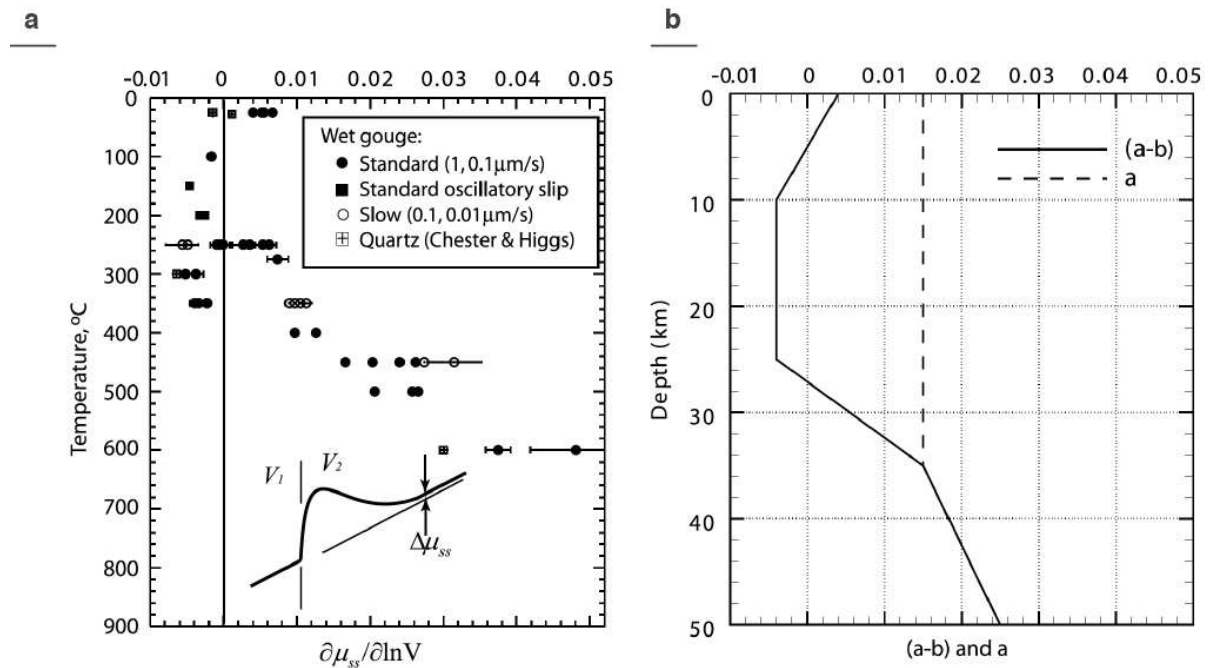 a
-0.01 0 0.01 0.02 0.03 0.04 0.05
0
100
200
300
400
500
600
700
800
900
Temperature, ºC
Wet gouge:
Standard (1, 0.1μm/s)
Standard oscillatory slip
Slow (0.1, 0.01μm/s)
Quartz (Chester & Higgs)
V₁ V₂
Δμss
∂μss/∂lnV
b
-0.01 0 0.01 0.02 0.03 0.04 0.05
0
10
20
30
40
50
Depth (km)
(a-b)
a
(a-b) and a